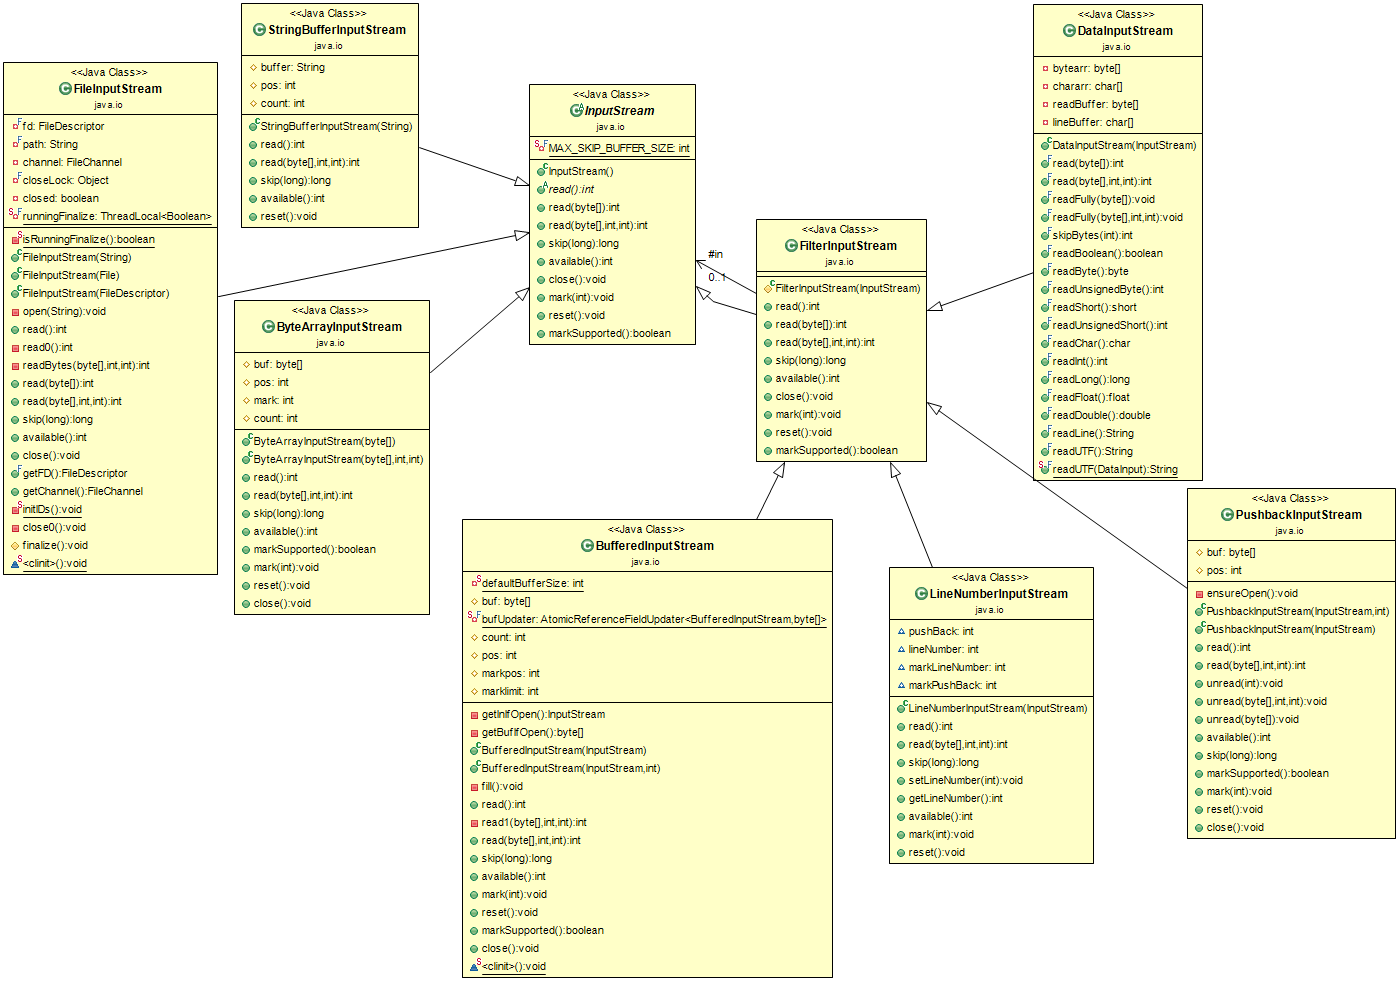 <<Java Class>>
StringBufferInputStream
java.io
buffer: String
pos: int
count: int
StringBufferInputStream(String)
read():int
read(byte[],int,int):int
skip(long):long
available():int
reset():void
<<Java Class>>
FileInputStream
java.io
fd: FileDescriptor
path: String
channel: FileChannel
closeLock: Object
closed: boolean
runningFinalize: ThreadLocal<Boolean>
isRunningFinalize():boolean
FileInputStream(String)
FileInputStream(File)
FileInputStream(FileDescriptor)
open(String):void
read():int
read0():int
readBytes(byte[],int,int):int
read(byte[]):int
read(byte[],int,int):int
skip(long):long
available():int
close():void
getFD():FileDescriptor
getChannel():FileChannel
initIDs():void
close0():void
finalize():void
<clinit>():void
<<Java Class>>
ByteArrayInputStream
java.io
buf: byte[]
pos: int
mark: int
count: int
ByteArrayInputStream(byte[])
ByteArrayInputStream(byte[],int,int)
read():int
read(byte[],int,int):int
skip(long):long
available():int
markSupported():boolean
mark(int):void
reset():void
close():void
<<Java Class>>
InputStream
java.io
MAX_SKIP_BUFFER_SIZE: int
InputStream()
read():int
read(byte[]):int
read(byte[],int,int):int
skip(long):long
available():int
close():void
mark(int):void
reset():void
markSupported():boolean
#in
0..1
<<Java Class>>
FilterInputStream
java.io
FilterInputStream(InputStream)
read():int
read(byte[]):int
read(byte[],int,int):int
skip(long):long
available():int
close():void
mark(int):void
reset():void
markSupported():boolean
<<Java Class>>
DataInputStream
java.io
bytearr: byte[]
chararr: char[]
readBuffer: byte[]
lineBuffer: char[]
DataInputStream(InputStream)
read(byte[]):int
read(byte[],int,int):int
readFully(byte[]):void
readFully(byte[],int,int):void
skipBytes(int):int
readBoolean():boolean
readByte():byte
readUnsignedByte():int
readShort():short
readUnsignedShort():int
readChar():char
readInt():int
readLong():long
readFloat():float
readDouble():double
readLine():String
readUTF():String
readUTF(DataInput):String
<<Java Class>>
BufferedInputStream
java.io
defaultBufferSize: int
buf: byte[]
bufUpdater: AtomicReferenceFieldUpdater<BufferedInputStream,byte[]>
count: int
pos: int
markpos: int
marklimit: int
getInIfOpen():InputStream
getBufIfOpen():byte[]
BufferedInputStream(InputStream)
BufferedInputStream(InputStream,int)
fill():void
read():int
read1(byte[],int,int):int
read(byte[],int,int):int
skip(long):long
available():int
mark(int):void
reset():void
markSupported():boolean
close():void
<clinit>():void
<<Java Class>>
LineNumberInputStream
java.io
pushBack: int
lineNumber: int
markLineNumber: int
markPushBack: int
LineNumberInputStream(InputStream)
read():int
read(byte[],int,int):int
skip(long):long
setLineNumber(int):void
getLineNumber():int
available():int
mark(int):void
reset():void
<<Java Class>>
PushbackInputStream
java.io
buf: byte[]
pos: int
ensureOpen():void
PushbackInputStream(InputStream,int)
PushbackInputStream(InputStream)
read():int
read(byte[],int,int):int
unread(int):void
unread(byte[],int,int):void
unread(byte[]):void
available():int
skip(long):long
markSupported():boolean
mark(int):void
reset():void
close():void